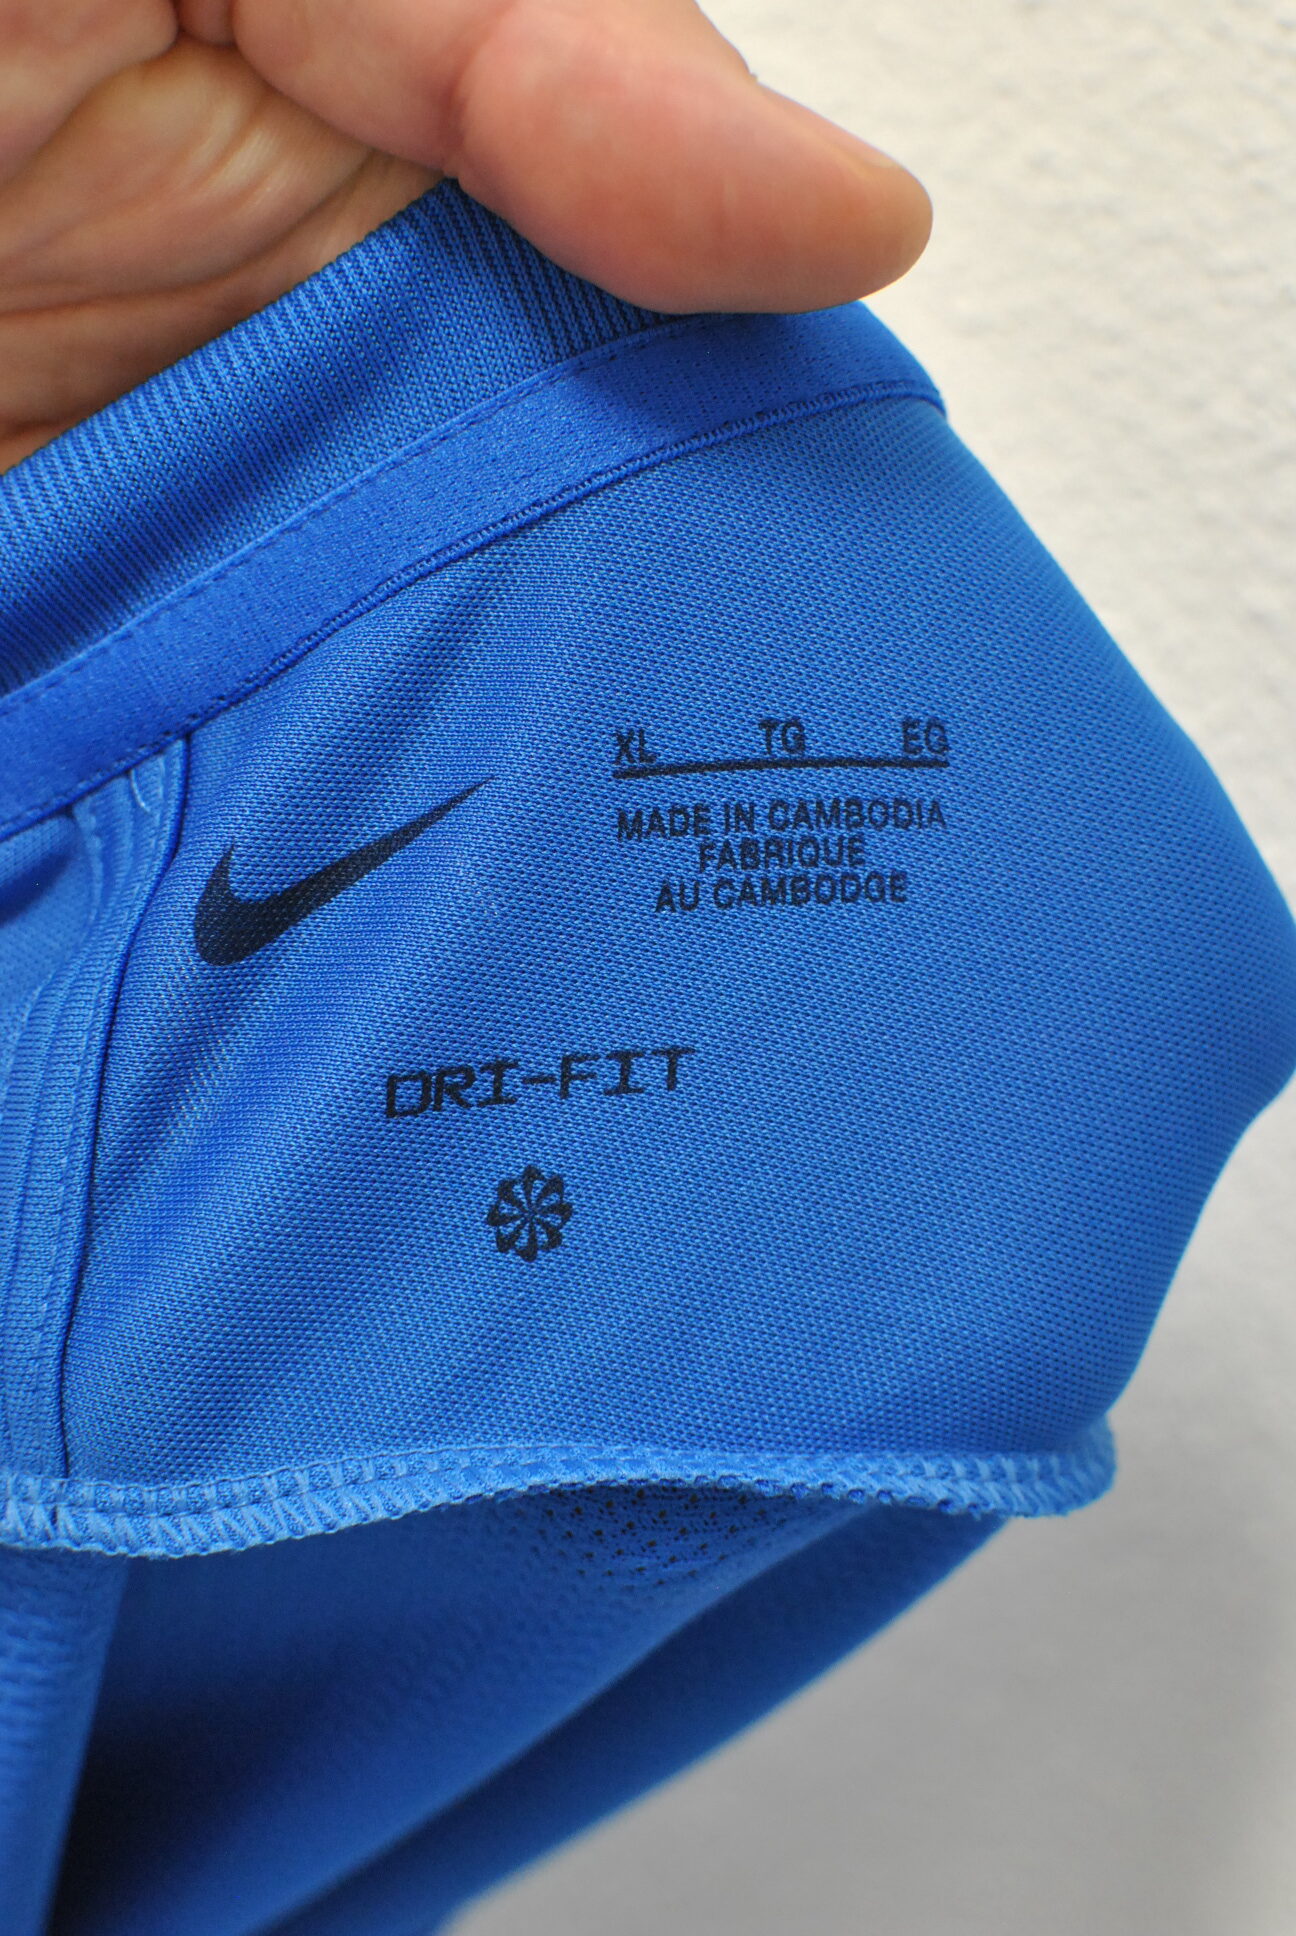 XL TG EG
MADE IN CAMBODIA
FABRIQUE
AU CAMBODGE
DRI-FIT